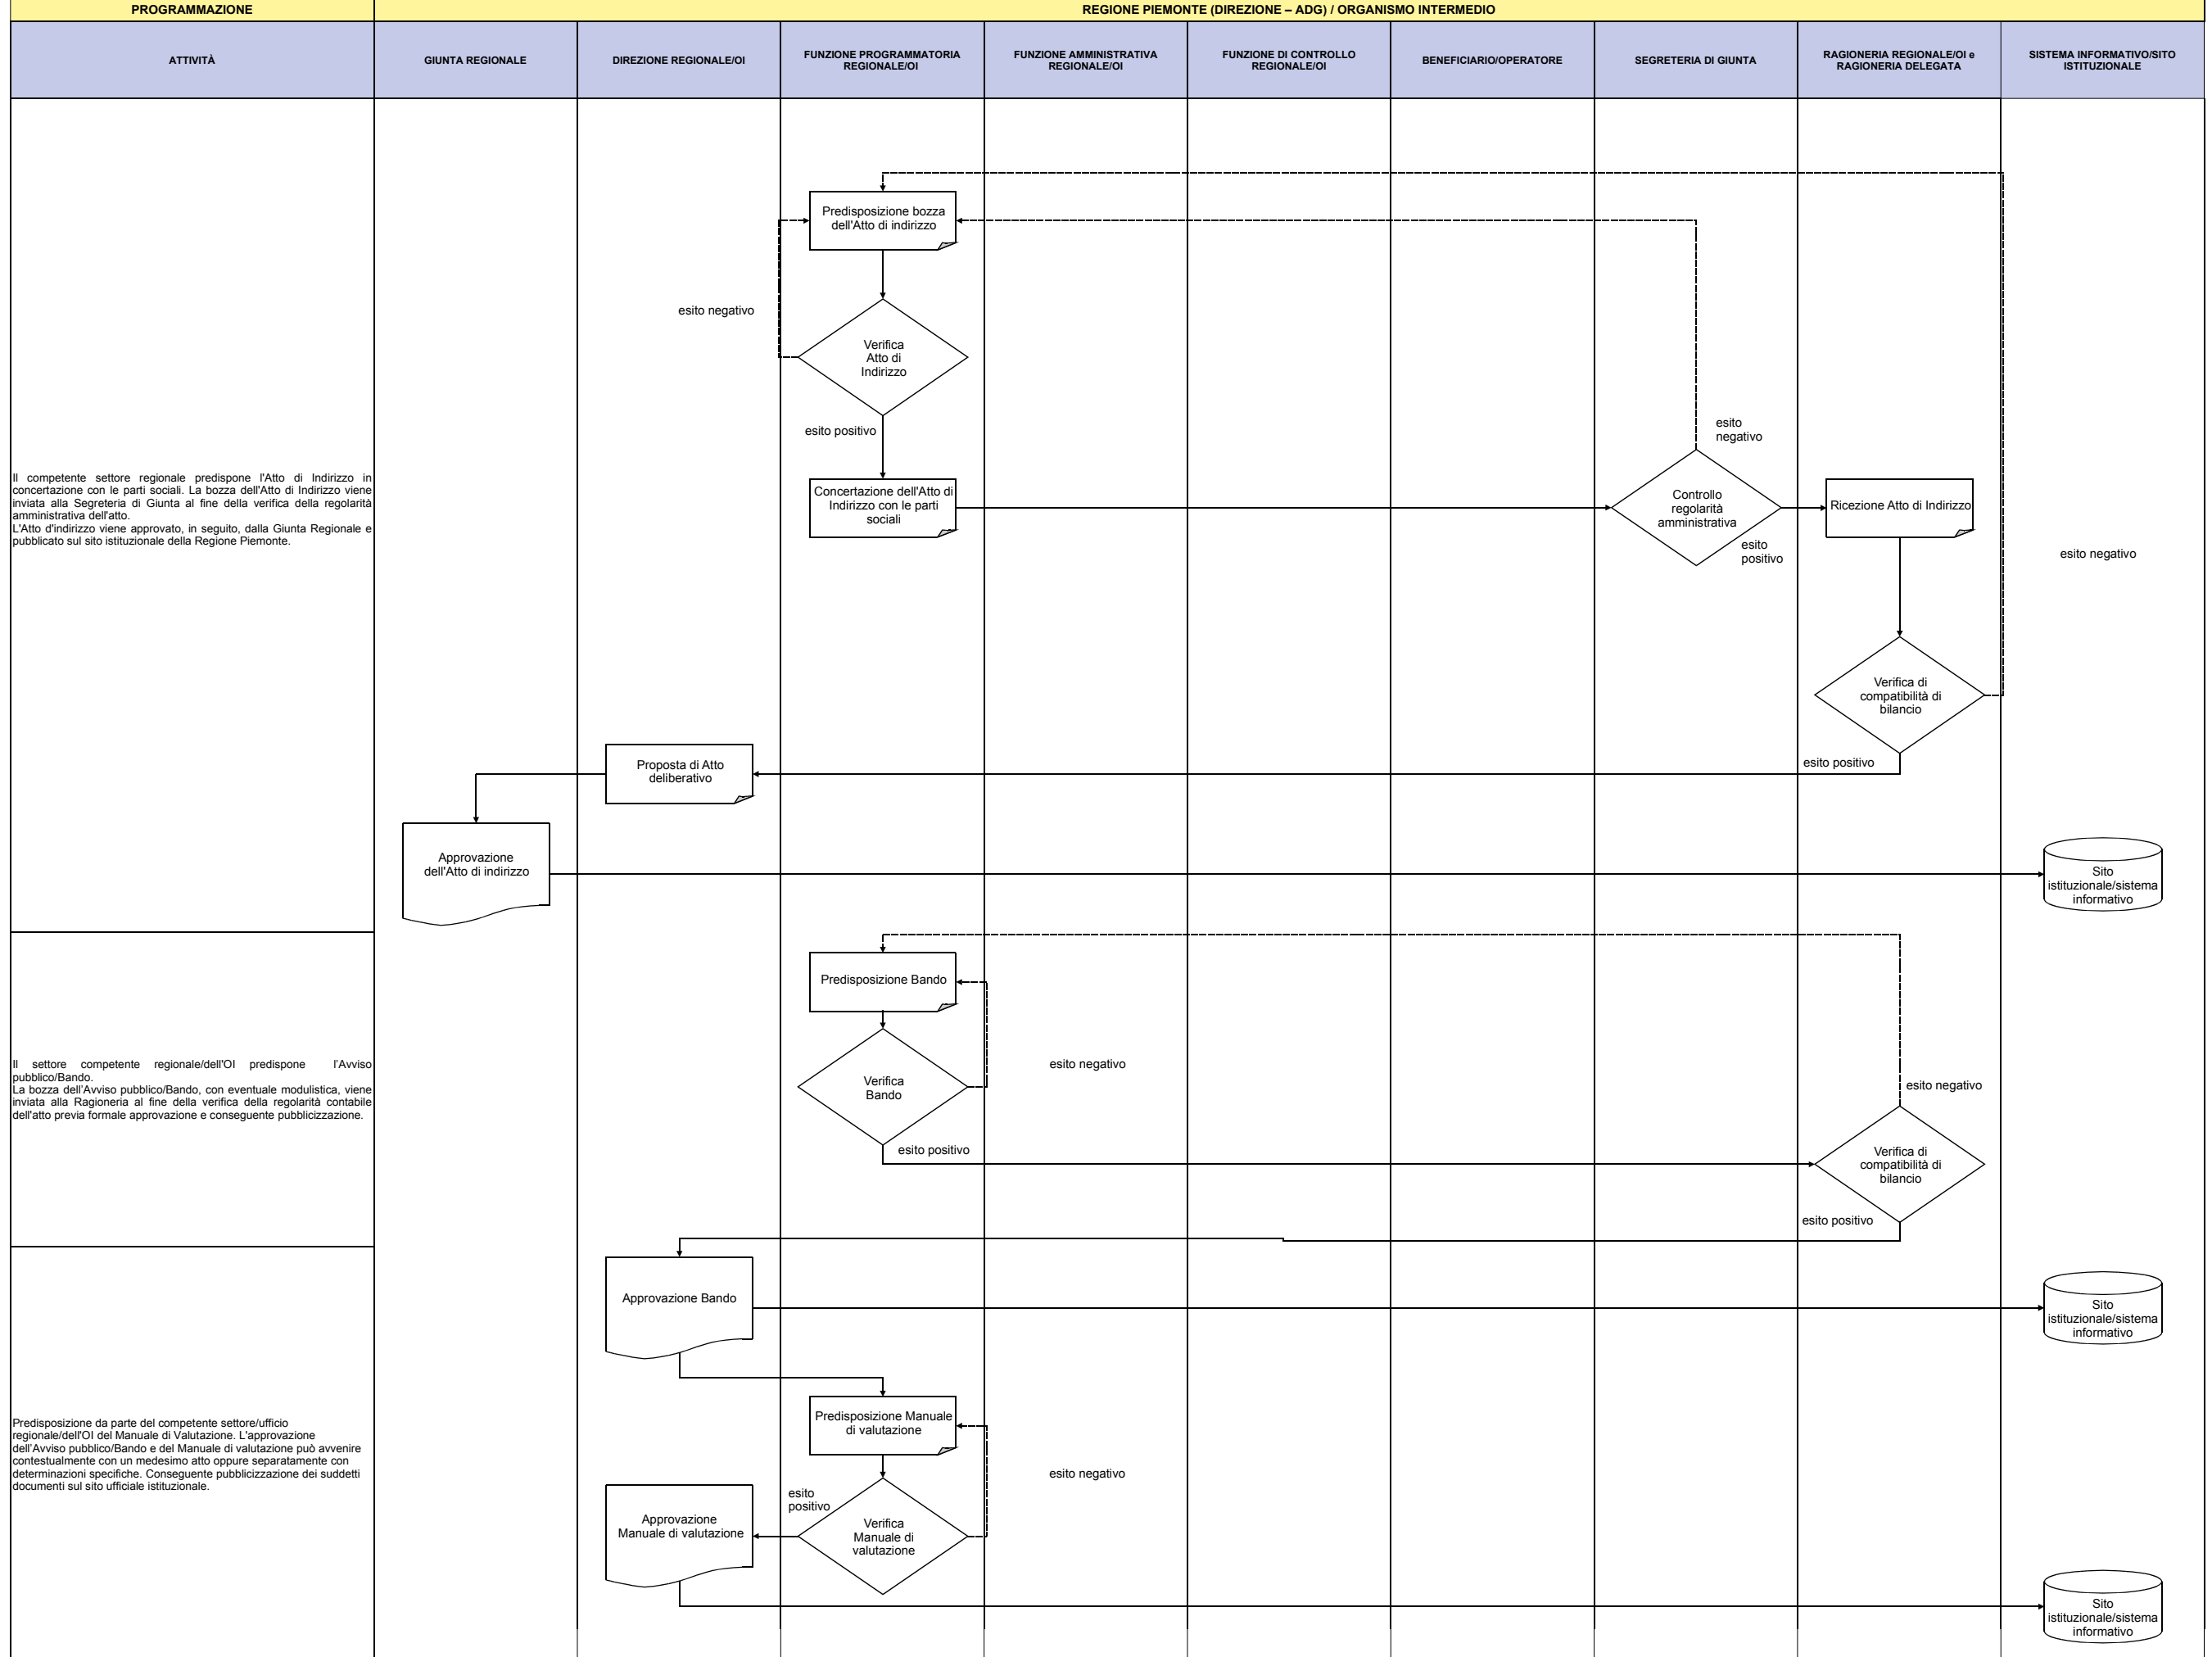 PROGRAMMAZIONE
REGIONE PIEMONTE (DIREZIONE – ADG) / ORGANISMO INTERMEDIO
ATTIVITÀ
GIUNTA REGIONALE
DIREZIONE REGIONALE/OI
FUNZIONE PROGRAMMATORIA
REGIONALE/OI
FUNZIONE AMMINISTRATIVA
REGIONALE/OI
FUNZIONE DI CONTROLLO
REGIONALE/OI
BENEFICIARIO/OPERATORE
SEGRETERIA DI GIUNTA
RAGIONERIA REGIONALE/OI e
RAGIONERIA DELEGATA
SISTEMA INFORMATIVO/SITO
ISTITUZIONALE
Il competente settore regionale predispone l'Atto di Indirizzo in
concertazione con le parti sociali. La bozza dell'Atto di Indirizzo viene
inviata alla Segreteria di Giunta al fine della verifica della regolarità
amministrativa dell'atto.
L'Atto d'indirizzo viene approvato, in seguito, dalla Giunta Regionale e
pubblicato sul sito istituzionale della Regione Piemonte.
Predisposizione bozza
dell'Atto di indirizzo
esito negativo
Verifica
Atto di
Indirizzo
esito positivo
Concertazione dell'Atto di
Indirizzo con le parti
sociali
esito
negativo
Controllo
regolarità
amministrativa
esito
positivo
Ricezione Atto di Indirizzo
esito negativo
Verifica di
compatibilità di
bilancio
esito positivo
Proposta di Atto
deliberativo
Approvazione
dell'Atto di indirizzo
Sito
istituzionale/sistema
informativo
Il settore competente regionale/dell'OI predispone l'Avviso
pubblico/Bando.
La bozza dell'Avviso pubblico/Bando, con eventuale modulistica, viene
inviata alla Ragioneria al fine della verifica della regolarità contabile
dell'atto previa formale approvazione e conseguente pubblicizzazione.
Predisposizione Bando
esito negativo
Verifica
Bando
esito positivo
esito negativo
Verifica di
compatibilità di
bilancio
esito positivo
Approvazione Bando
Sito
istituzionale/sistema
informativo
Predisposizione da parte del competente settore/ufficio
regionale/dell'OI del Manuale di Valutazione. L'approvazione
dell'Avviso pubblico/Bando e del Manuale di valutazione può avvenire
contestualmente con un medesimo atto oppure separatamente con
determinazioni specifiche. Conseguente pubblicizzazione dei suddetti
documenti sul sito ufficiale istituzionale.
Predisposizione Manuale
di valutazione
esito negativo
esito
positivo
Verifica
Manuale di
valutazione
Approvazione
Manuale di valutazione
Sito
istituzionale/sistema
informativo